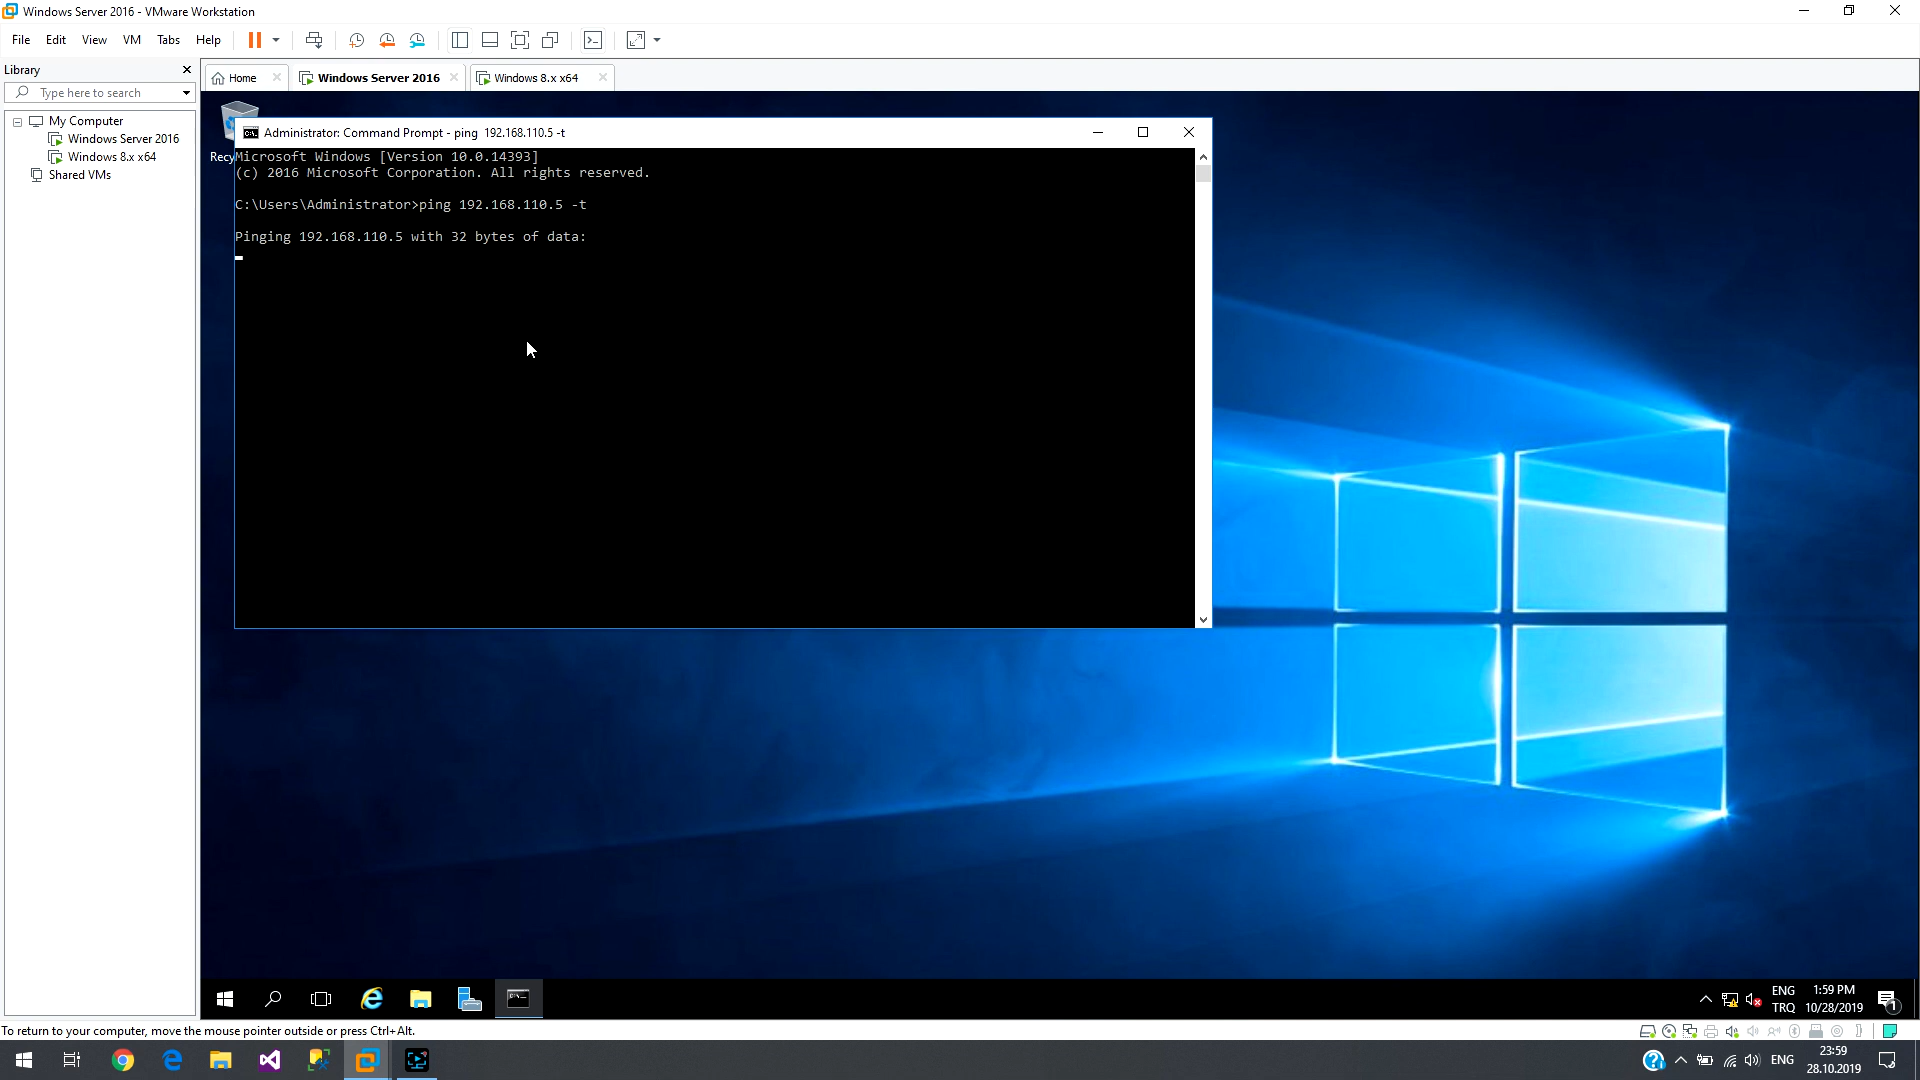 Windows Server 2016 - VMware Workstation
File Edit View VM Tabs Help
Library
Type here to search
My Computer
Windows Server 2016
Windows 8.x x64
Shared VMs
Home
Windows Server 2016
Windows 8.x x64
Recy
Administrator: Command Prompt - ping 192.168.110.5 -t
Microsoft Windows [Version 10.0.14393]
(c) 2016 Microsoft Corporation. All rights reserved.
C:\Users\Administrator>ping 192.168.110.5 -t
Pinging 192.168.110.5 with 32 bytes of data:
ENG
TRQ
1:59 PM
10/28/2019
1
To return to your computer, move the mouse pointer outside or press Ctrl+Alt.
ENG
23:59
28.10.2019